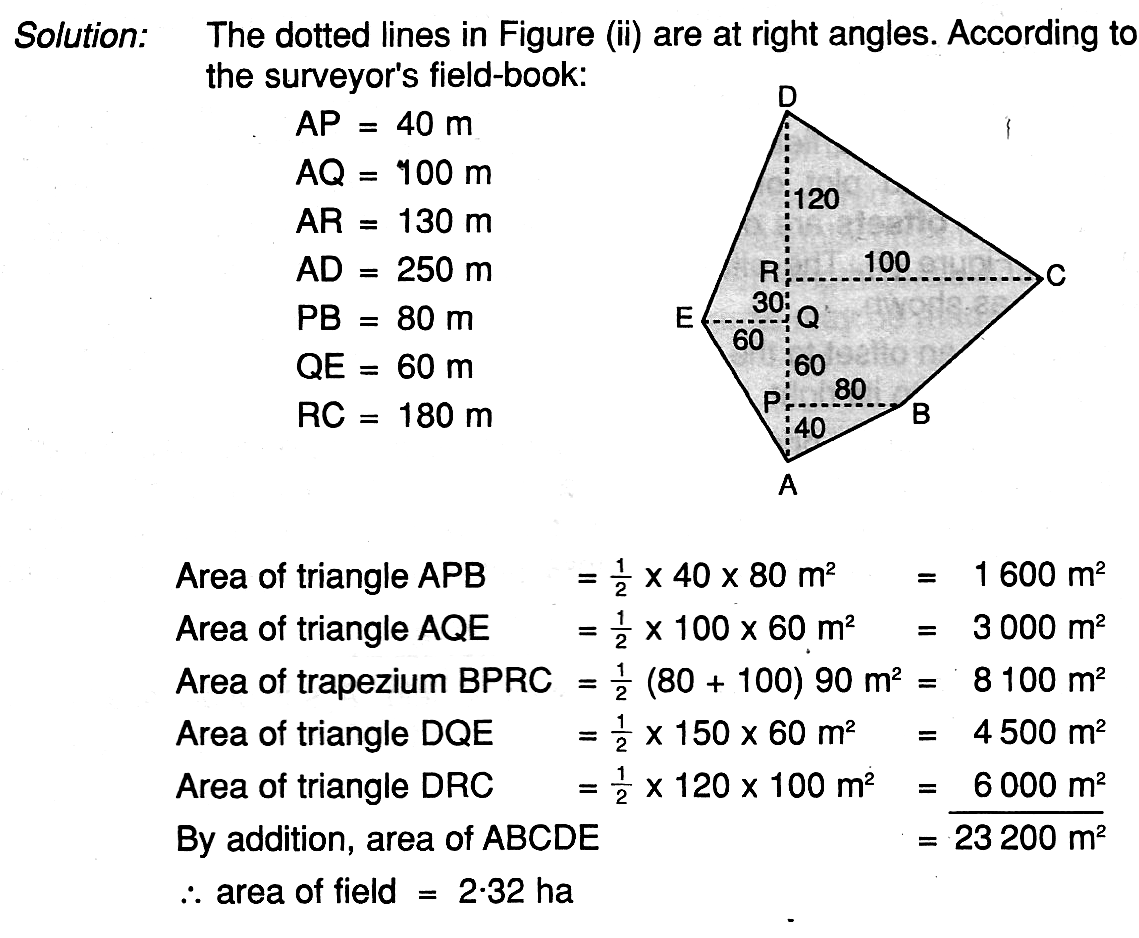 Solution: The dotted lines in Figure (ii) are at right angles. According to
the surveyor's field-book:
AP = 40 m
AQ = 100 m
AR = 130 m
AD = 250 m
PB = 80 m
QE = 60 m
RC = 180 m
D
120
R
100
C
30
E
Q
60
60
P
80
B
40
A
Area of triangle APB = ½ x 40 x 80 m² = 1 600 m²
Area of triangle AQE = ½ x 100 x 60 m² = 3 000 m²
Area of trapezium BPRC = ½ (80 + 100) 90 m² = 8 100 m²
Area of triangle DQE = ½ x 150 x 60 m² = 4 500 m²
Area of triangle DRC = ½ x 120 x 100 m² = 6 000 m²
By addition, area of ABCDE = 23 200 m²
∴ area of field = 2·32 ha